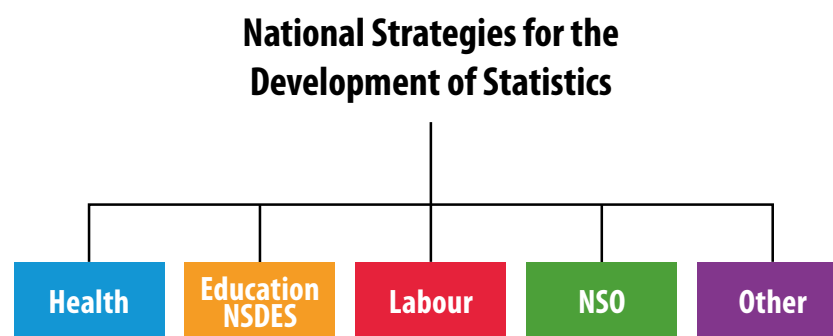 National Strategies for the
Development of Statistics
Health
Education
NSDES
Labour
NSO
Other